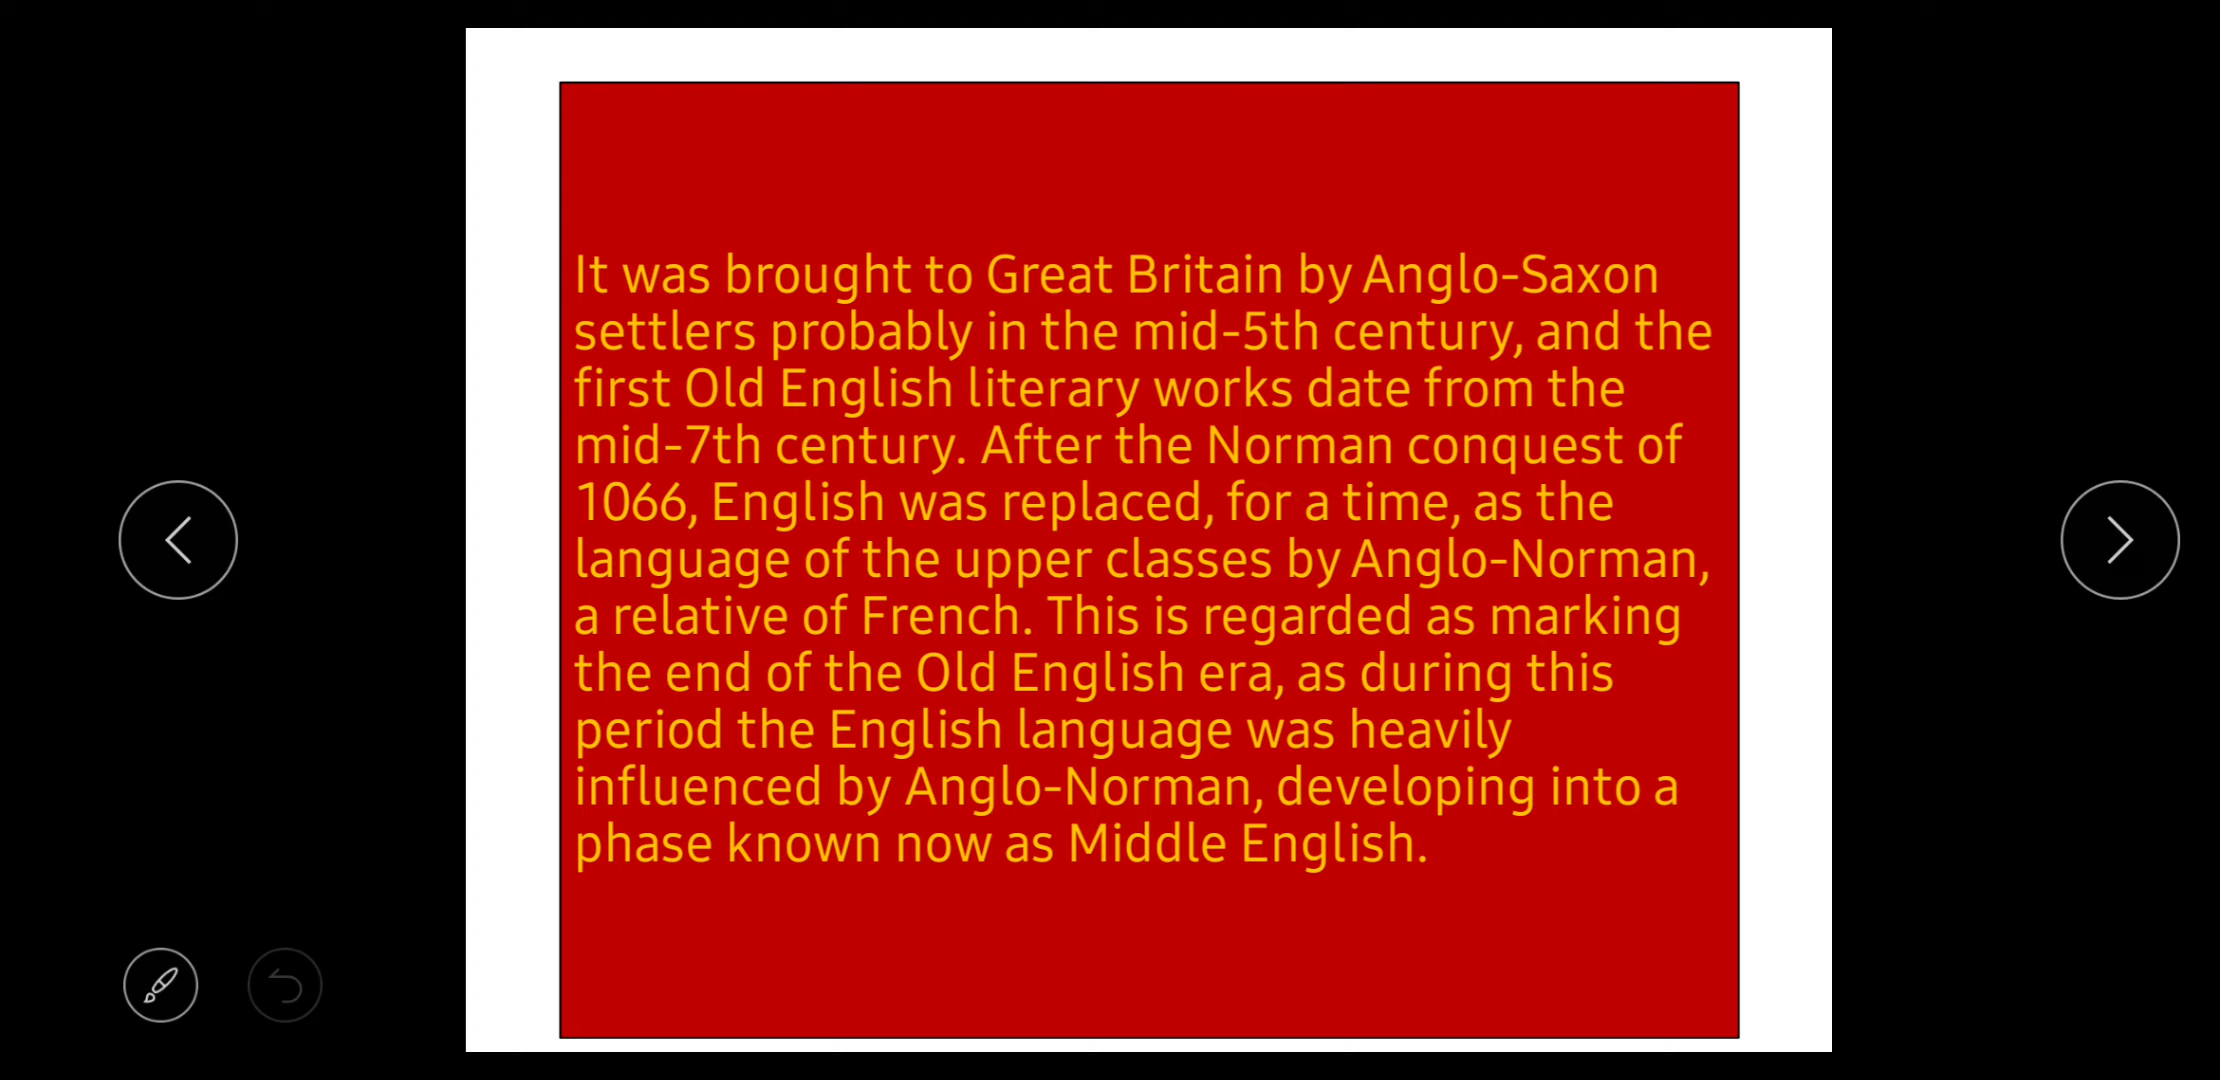 It was brought to Great Britain by Anglo-Saxon
settlers probably in the mid-5th century, and the
first Old English literary works date from the
mid-7th century. After the Norman conquest of
1066, English was replaced, for a time, as the
language of the upper classes by Anglo-Norman,
a relative of French. This is regarded as marking
the end of the Old English era, as during this
period the English language was heavily
influenced by Anglo-Norman, developing into a
phase known now as Middle English.